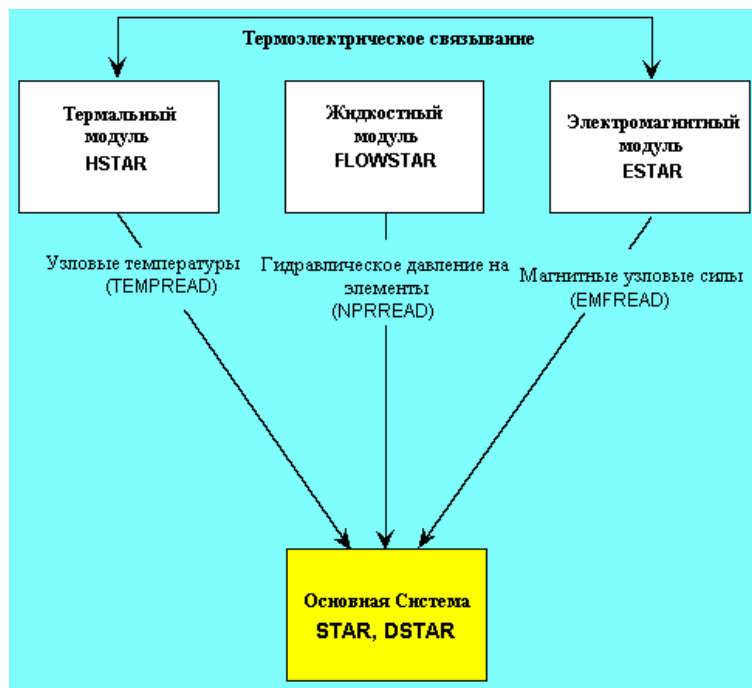 Термоэлектрическое связывание
Термальный
модуль
HSTAR
Жидкостный
модуль
FLOWSTAR
Электромагнитный
модуль
ESTAR
Узловые температуры
(TEMPREAD)
Гидравлическое давление на
элементы
(NPRREAD)
Магнитные узловые силы
(EMFREAD)
Основная Система
STAR, DSTAR